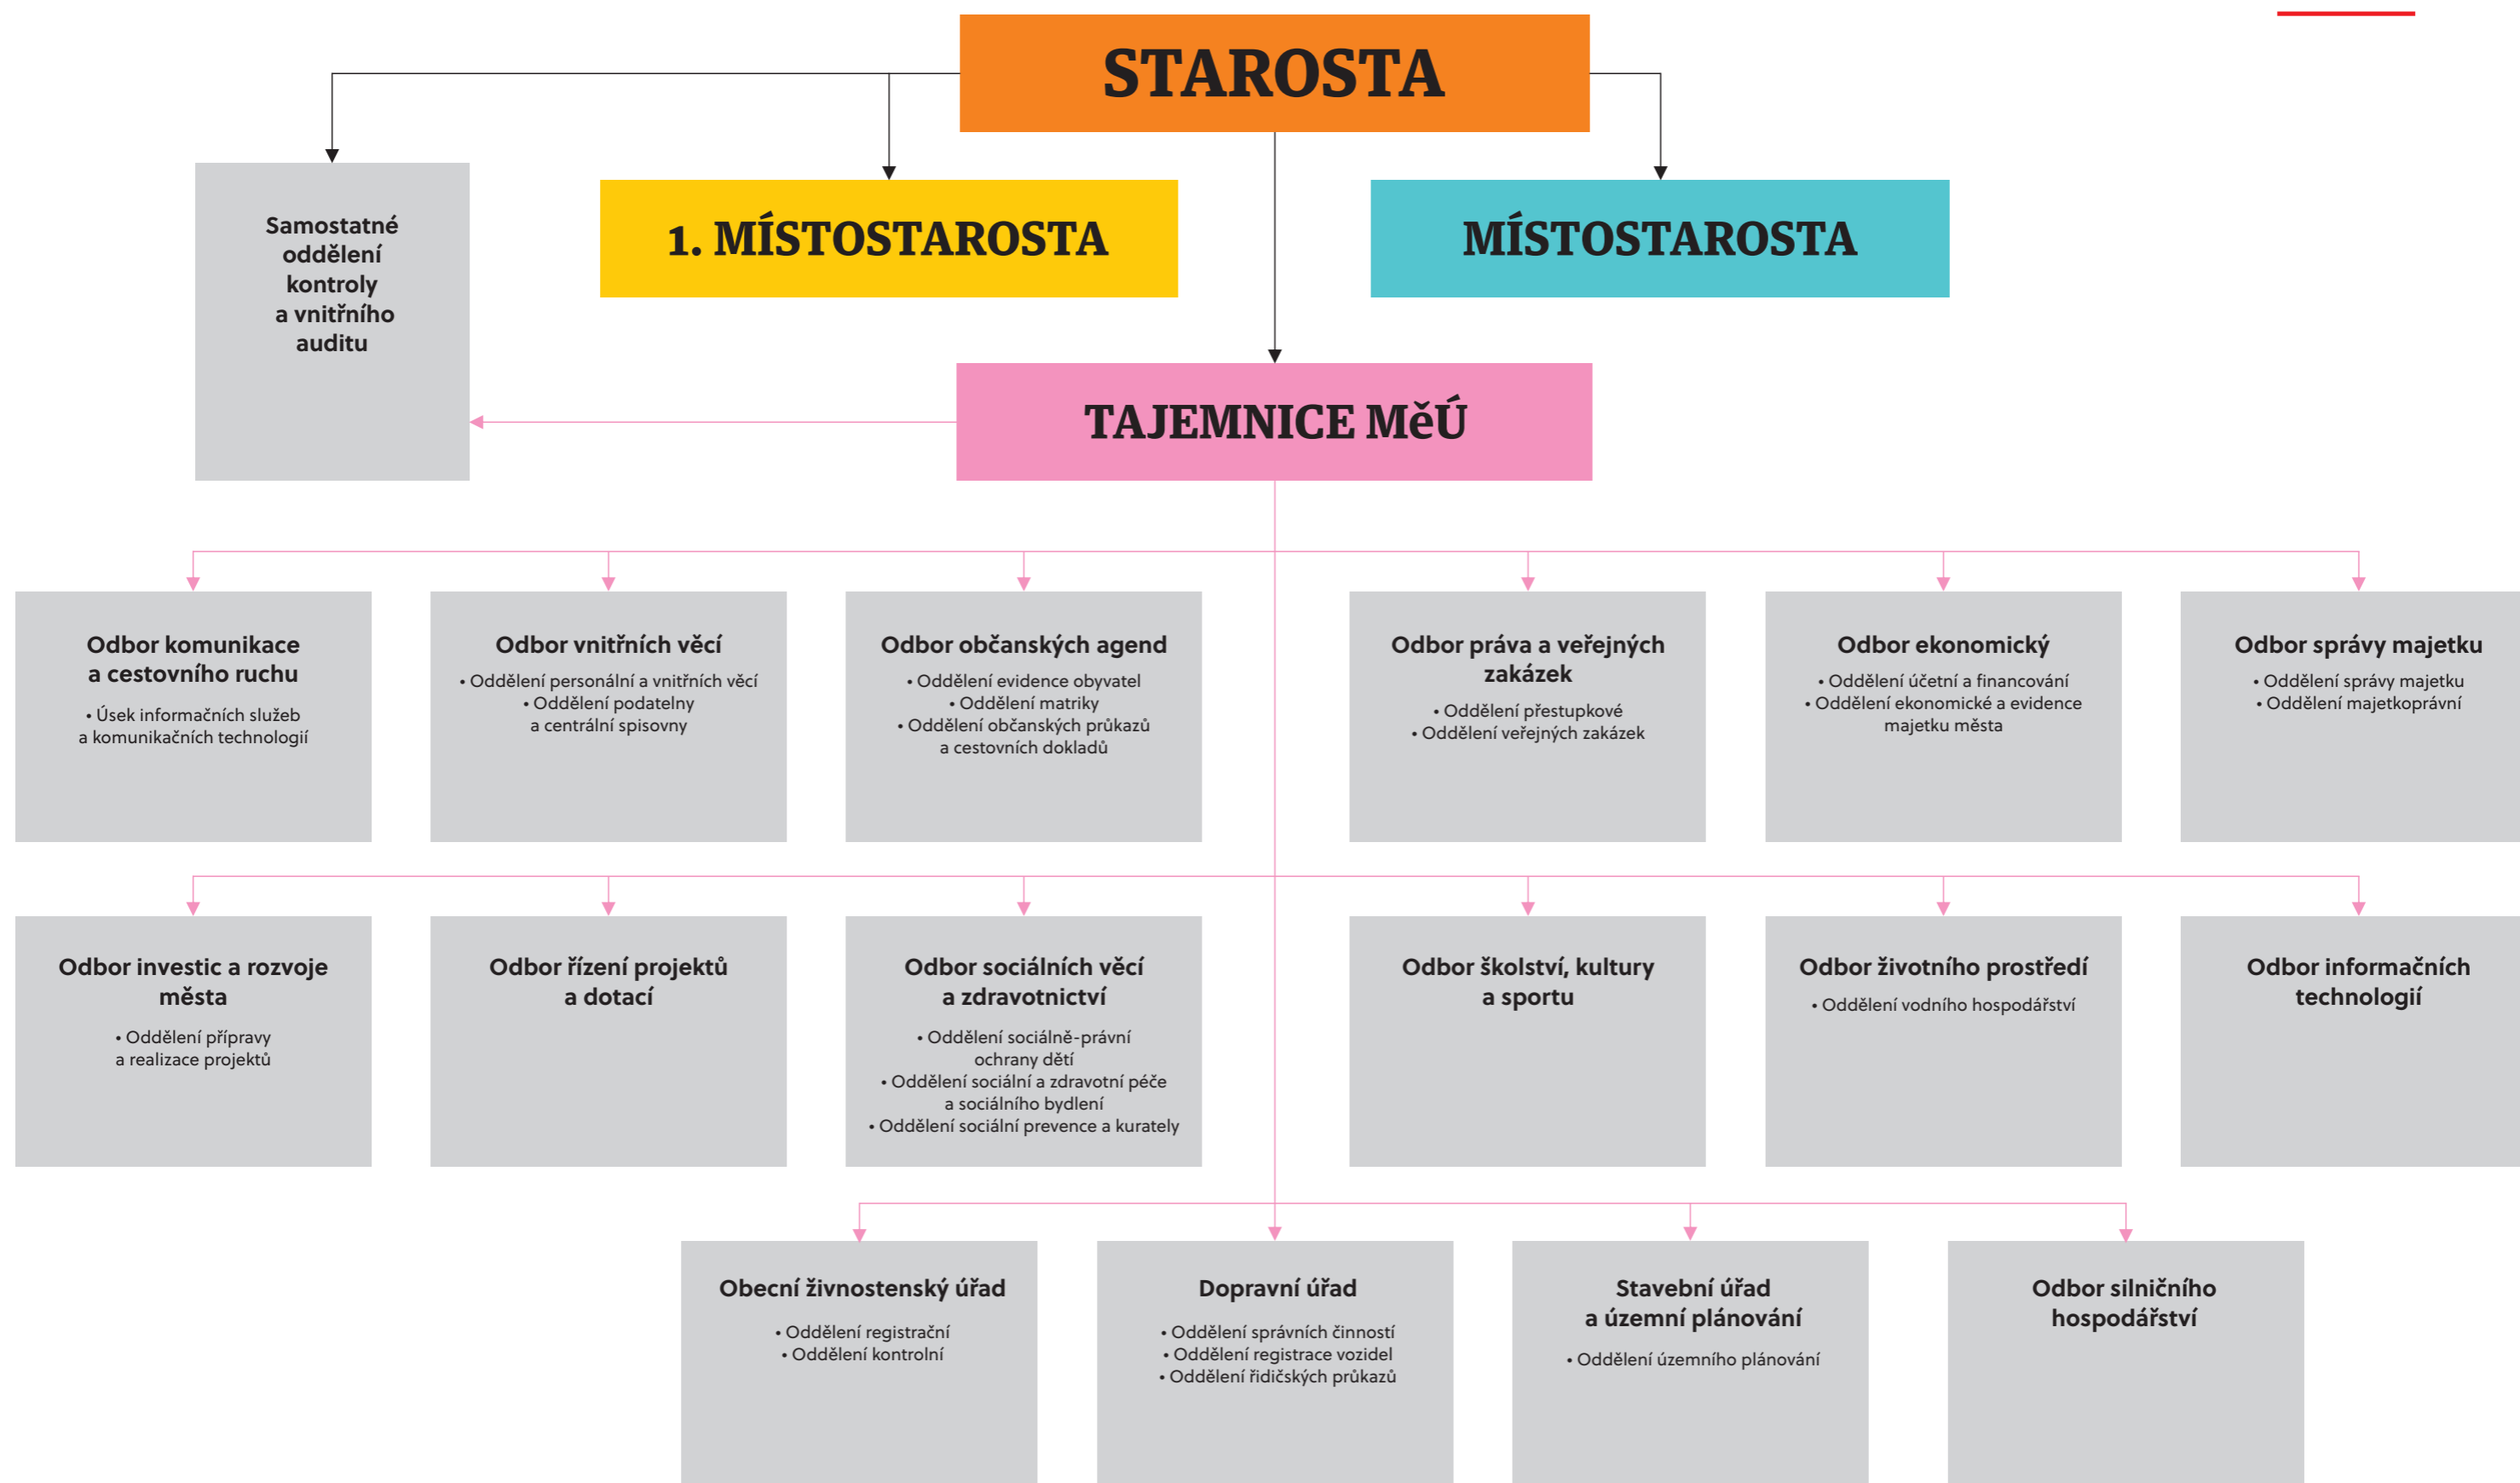 STAROSTA
1. MÍSTOSTAROSTA
MÍSTOSTAROSTA
Samostatné
oddělení
kontroly
a vnitřního
auditu
TAJEMNICE MěÚ
Odbor komunikace
a cestovního ruchu
• Úsek informačních služeb
a komunikačních technologií
Odbor vnitřních věcí
• Oddělení personální a vnitřních věcí
• Oddělení podatelny
a centrální spisovny
Odbor občanských agend
• Oddělení evidence obyvatel
• Oddělení matriky
• Oddělení občanských průkazů
a cestovních dokladů
Odbor práva a veřejných
zakázek
• Oddělení přestupkové
• Oddělení veřejných zakázek
Odbor ekonomický
• Oddělení účetní a financování
• Oddělení ekonomické a evidence
majetku města
Odbor správy majetku
• Oddělení správy majetku
• Oddělení majetkoprávní
Odbor investic a rozvoje
města
• Oddělení přípravy
a realizace projektů
Odbor řízení projektů
a dotací
Odbor sociálních věcí
a zdravotnictví
• Oddělení sociálně-právní
ochrany dětí
• Oddělení sociální a zdravotní péče
a sociálního bydlení
• Oddělení sociální prevence a kurately
Odbor školství, kultury
a sportu
Odbor životního prostředí
• Oddělení vodního hospodářství
Odbor informačních
technologií
Obecní živnostenský úřad
• Oddělení registrační
• Oddělení kontrolní
Dopravní úřad
• Oddělení správních činností
• Oddělení registrace vozidel
• Oddělení řidičských průkazů
Stavební úřad
a územní plánování
• Oddělení územního plánování
Odbor silničního
hospodářství